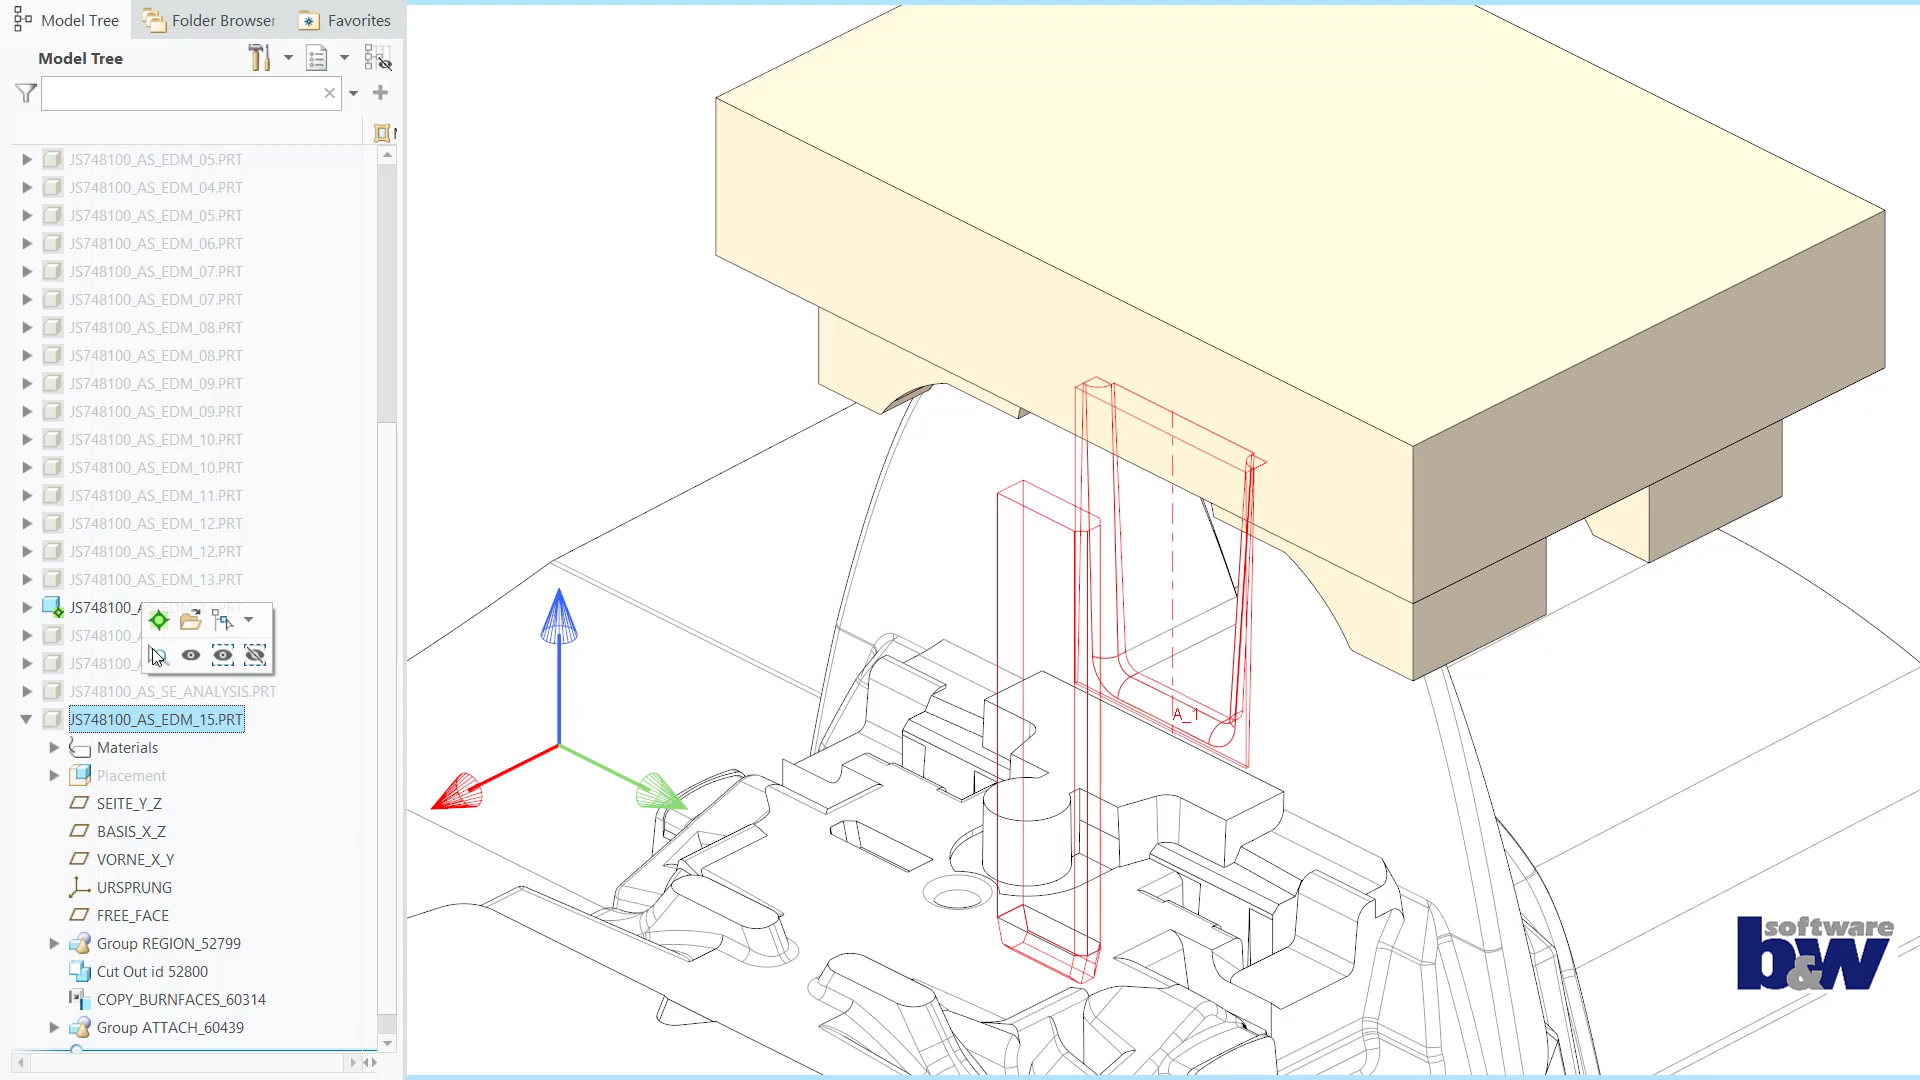 Model Tree
Folder Browser
Favorites
Model Tree
JS748100_AS_EDM_05.PRT
JS748100_AS_EDM_04.PRT
JS748100_AS_EDM_05.PRT
JS748100_AS_EDM_06.PRT
JS748100_AS_EDM_07.PRT
JS748100_AS_EDM_07.PRT
JS748100_AS_EDM_08.PRT
JS748100_AS_EDM_08.PRT
JS748100_AS_EDM_09.PRT
JS748100_AS_EDM_09.PRT
JS748100_AS_EDM_10.PRT
JS748100_AS_EDM_10.PRT
JS748100_AS_EDM_11.PRT
JS748100_AS_EDM_12.PRT
JS748100_AS_EDM_12.PRT
JS748100_AS_EDM_13.PRT
JS748100_A
JS748100_
JS748100_
JS748100_AS_SE_ANALYSIS.PRT
JS748100_AS_EDM_15.PRT
Materials
Placement
SEITE_Y_Z
BASIS_X_Z
VORNE_X_Y
URSPRUNG
FREE_FACE
Group REGION_52799
Cut Out id 52800
COPY_BURNFACES_60314
Group ATTACH_60439
A_1
software
b&w